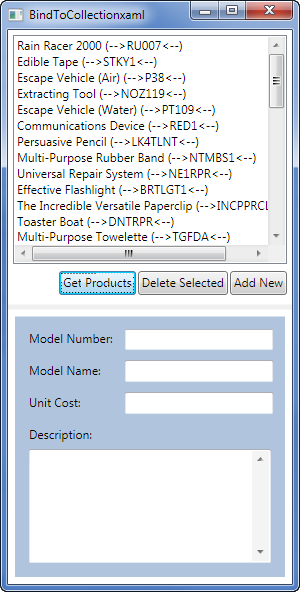 BindToCollectionxaml
Rain Racer 2000 (-->RU007<--)
Edible Tape (-->STKY1<--)
Escape Vehicle (Air) (-->P38<--)
Extracting Tool (-->NOZ119<--)
Escape Vehicle (Water) (-->PT109<--)
Communications Device (-->RED1<--)
Persuasive Pencil (-->LK4TLNT<--)
Multi-Purpose Rubber Band (-->NTMBS1<--)
Universal Repair System (-->NE1RPR<--)
Effective Flashlight (-->BRTLGT1<--)
The Incredible Versatile Paperclip (-->INCPPRCL
Toaster Boat (-->DNTRPR<--)
Multi-Purpose Towelette (-->TGFDA<--)
Get Products Delete Selected Add New
Model Number:
Model Name:
Unit Cost:
Description: